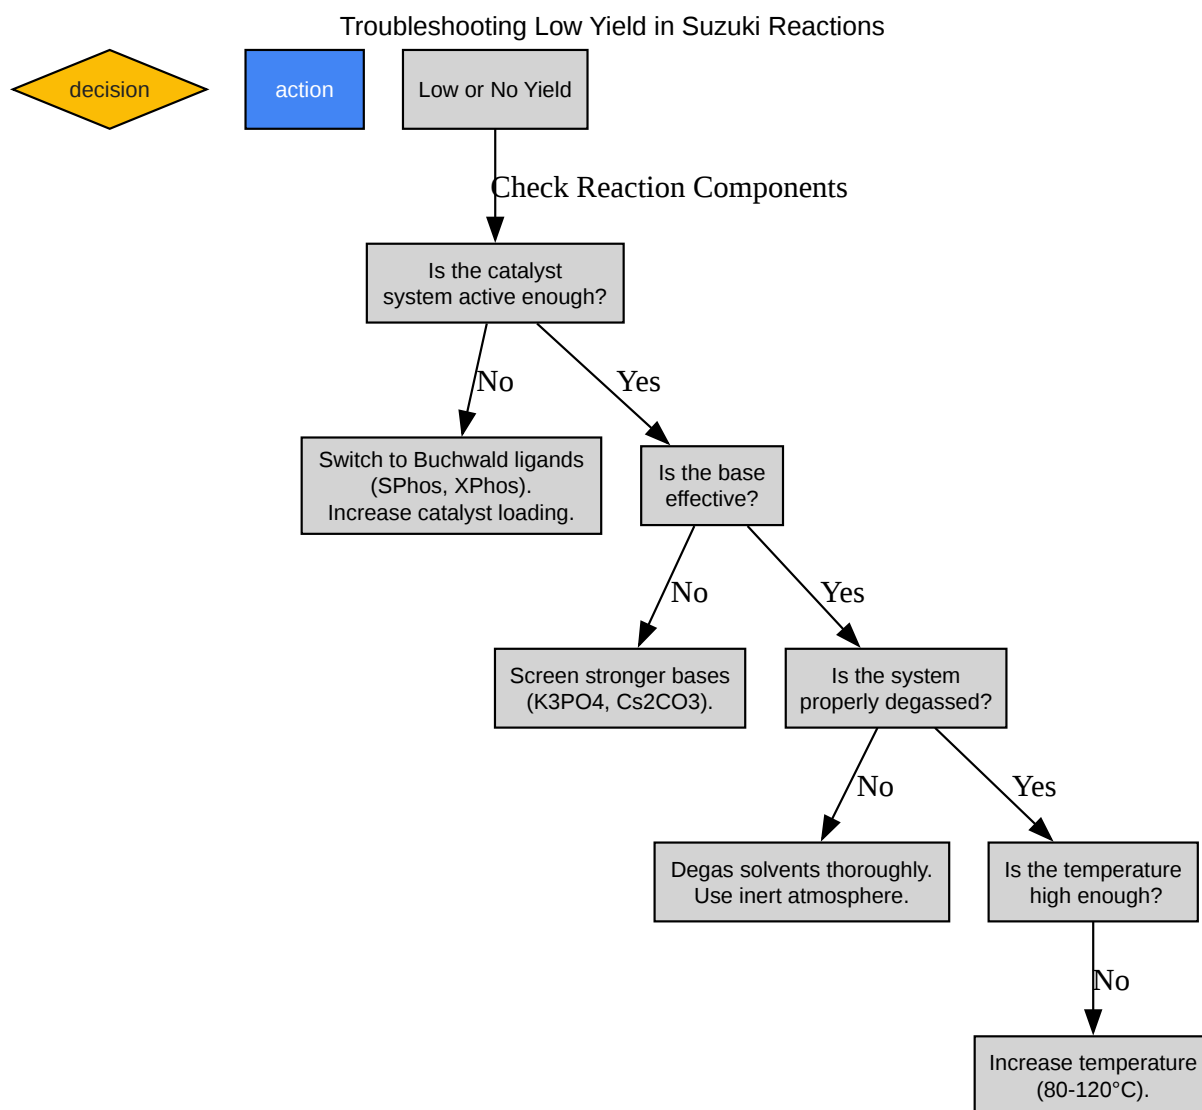 Troubleshooting Low Yield in Suzuki Reactions
decision
action
Low or No Yield
Check Reaction Components
Is the catalyst
system active enough?
No
Yes
Switch to Buchwald ligands
(SPhos, XPhos).
Increase catalyst loading.
Is the base
effective?
No
Yes
Screen stronger bases
(K3PO4, Cs2CO3).
Is the system
properly degassed?
No
Yes
Degas solvents thoroughly.
Use inert atmosphere.
Is the temperature
high enough?
No
Increase temperature
(80-120°C).